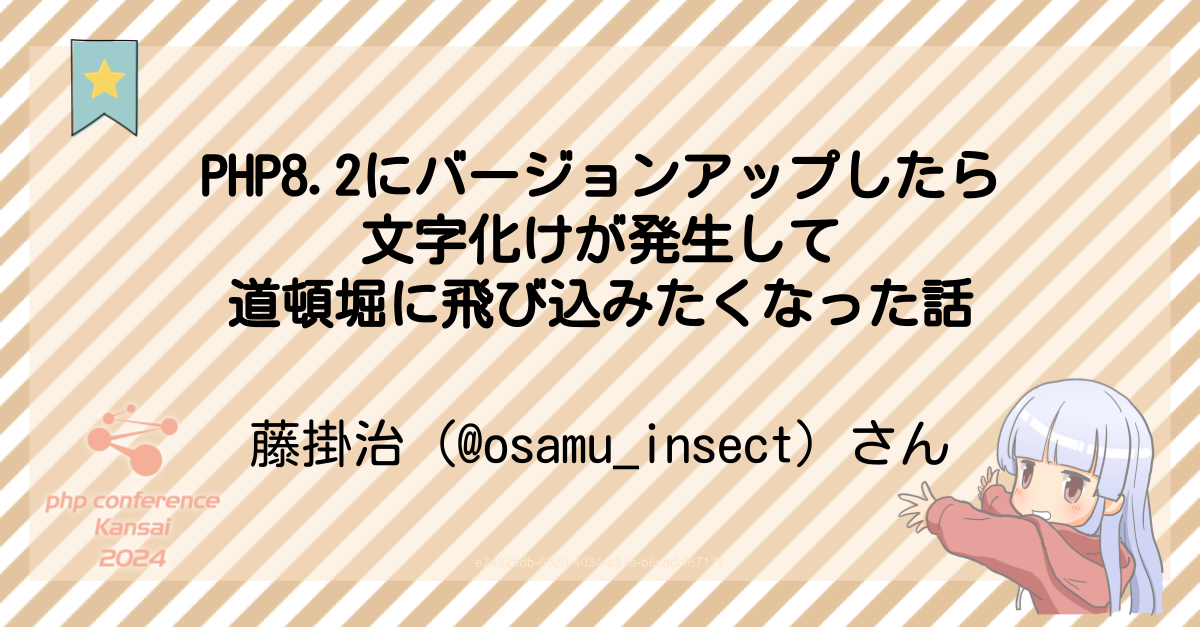 PHP8.2にバージョンアップしたら
文字化けが発生して
道頓堀に飛び込みたくなった話
藤掛治（@osamu_insect）さん
php conference
Kansai
2024